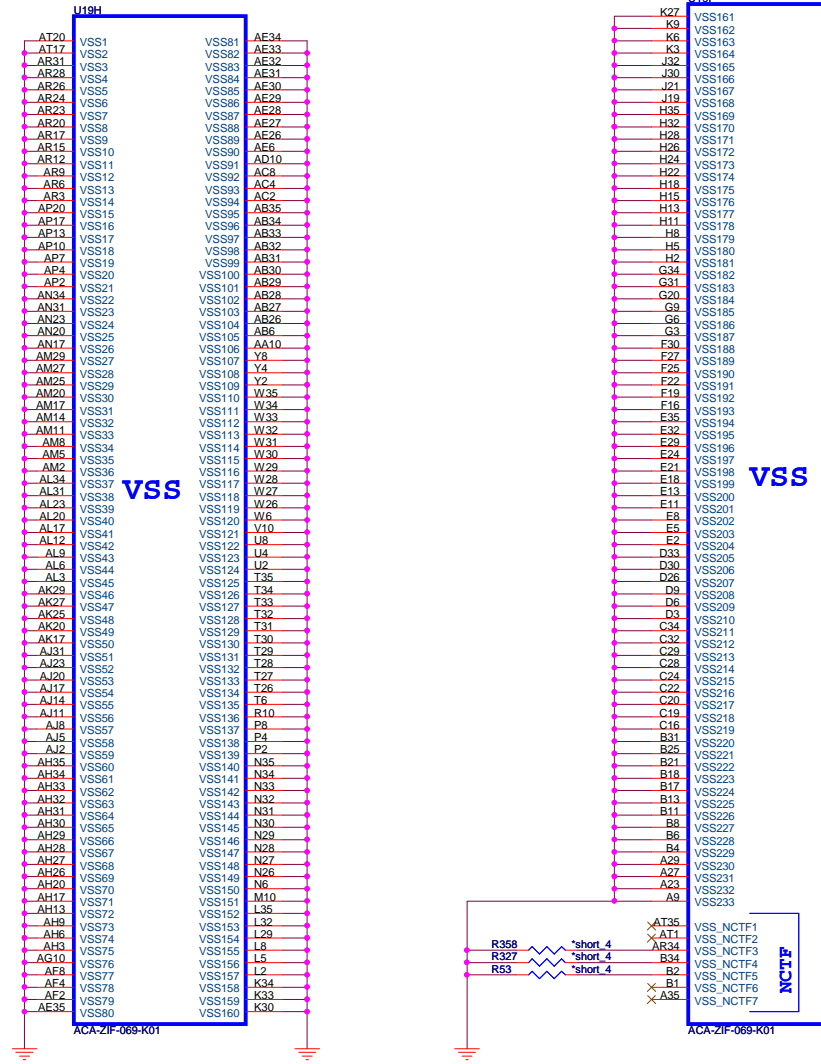 U19H
AT20 VSS1 VSS81 AE34
AT17 VSS2 VSS82 AE33
AR31 VSS3 VSS83 AE32
AR28 VSS4 VSS84 AE31
AR26 VSS5 VSS85 AE30
AR24 VSS6 VSS86 AE29
AR23 VSS7 VSS87 AE28
AR20 VSS8 VSS88 AE27
AR17 VSS9 VSS89 AE26
AR15 VSS10 VSS90 AE6
AR12 VSS11 VSS91 AD10
AR9 VSS12 VSS92 AC8
AR6 VSS13 VSS93 AC4
AR3 VSS14 VSS94 AC2
AP20 VSS15 VSS95 AB35
AP17 VSS16 VSS96 AB34
AP13 VSS17 VSS97 AB33
AP10 VSS18 VSS98 AB32
AP7 VSS19 VSS99 AB31
AP4 VSS20 VSS100 AB30
AP2 VSS21 VSS101 AB29
AN34 VSS22 VSS102 AB28
AN31 VSS23 VSS103 AB27
AN23 VSS24 VSS104 AB26
AN20 VSS25 VSS105 AB6
AN17 VSS26 VSS106 AA10
AM29 VSS27 VSS107 Y8
AM27 VSS28 VSS108 Y4
AM25 VSS29 VSS109 Y2
AM20 VSS30 VSS110 W35
AM17 VSS31 VSS111 W34
AM14 VSS32 VSS112 W33
AM11 VSS33 VSS113 W32
AM8 VSS34 VSS114 W31
AM5 VSS35 VSS115 W30
AM2 VSS36 VSS116 W29
AL34 VSS37 VSS117 W28
AL31 VSS38 VSS118 W27
AL23 VSS39 VSS119 W26
AL20 VSS40 VSS120 W6
AL17 VSS41 VSS121 V10
AL12 VSS42 VSS122 U8
AL9 VSS43 VSS123 U4
AL6 VSS44 VSS124 U2
AL3 VSS45 VSS125 T35
AK29 VSS46 VSS126 T34
AK27 VSS47 VSS127 T33
AK25 VSS48 VSS128 T32
AK20 VSS49 VSS129 T31
AK17 VSS50 VSS130 T30
AJ31 VSS51 VSS131 T29
AJ23 VSS52 VSS132 T28
AJ20 VSS53 VSS133 T27
AJ17 VSS54 VSS134 T26
AJ14 VSS55 VSS135 T6
AJ11 VSS56 VSS136 R10
AJ8 VSS57 VSS137 P8
AJ5 VSS58 VSS138 P4
AJ2 VSS59 VSS139 P2
AH35 VSS60 VSS140 N35
AH34 VSS61 VSS141 N34
AH33 VSS62 VSS142 N33
AH32 VSS63 VSS143 N32
AH31 VSS64 VSS144 N31
AH30 VSS65 VSS145 N30
AH29 VSS66 VSS146 N29
AH28 VSS67 VSS147 N28
AH27 VSS68 VSS148 N27
AH26 VSS69 VSS149 N26
AH20 VSS70 VSS150 N6
AH17 VSS71 VSS151 M10
AH13 VSS72 VSS152 L35
AH9 VSS73 VSS153 L32
AH6 VSS74 VSS154 L29
AH3 VSS75 VSS155 L8
AG10 VSS76 VSS156 L5
AF8 VSS77 VSS157 L2
AF4 VSS78 VSS158 K34
AF2 VSS79 VSS159 K33
AE35 VSS80 VSS160 K30
VSS
ACA-ZIF-069-K01
K27 VSS161
K9 VSS162
K6 VSS163
K3 VSS164
J32 VSS165
J30 VSS166
J21 VSS167
J19 VSS168
H35 VSS169
H32 VSS170
H28 VSS171
H26 VSS172
H24 VSS173
H22 VSS174
H18 VSS175
H15 VSS176
H13 VSS177
H11 VSS178
H8 VSS179
H5 VSS180
H2 VSS181
G34 VSS182
G31 VSS183
G20 VSS184
G9 VSS185
G6 VSS186
G3 VSS187
F30 VSS188
F27 VSS189
F25 VSS190
F22 VSS191
F19 VSS192
F16 VSS193
E35 VSS194
E32 VSS195
E29 VSS196
E24 VSS197
E21 VSS198
E18 VSS199
E13 VSS200
E11 VSS201
E8 VSS202
E5 VSS203
E2 VSS204
D33 VSS205
D30 VSS206
D26 VSS207
D9 VSS208
D6 VSS209
D3 VSS210
C34 VSS211
C32 VSS212
C29 VSS213
C28 VSS214
C24 VSS215
C22 VSS216
C20 VSS217
C19 VSS218
C16 VSS219
B31 VSS220
B25 VSS221
B21 VSS222
B18 VSS223
B17 VSS224
B13 VSS225
B11 VSS226
B8 VSS227
B6 VSS228
B4 VSS229
A29 VSS230
A27 VSS231
A23 VSS232
A9 VSS233
VSS
AT35 VSS_NCTF1
AT1 VSS_NCTF2
R358 *short_4 AR34 VSS_NCTF3
R327 *short_4 B34 VSS_NCTF4
R53 *short_4 B2 VSS_NCTF5
B1 VSS_NCTF6
A35 VSS_NCTF7
NCTF
ACA-ZIF-069-K01